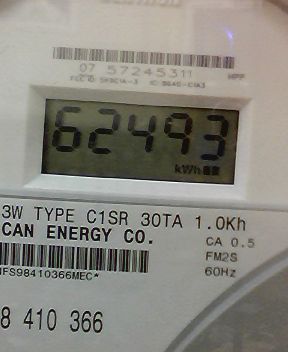 07 57245311
HPF
62493
kWh
3W TYPE C1SR 30TA 1.0Kh
CAN ENERGY CO.
CA 0.5
FM2S
60Hz
8 410 366